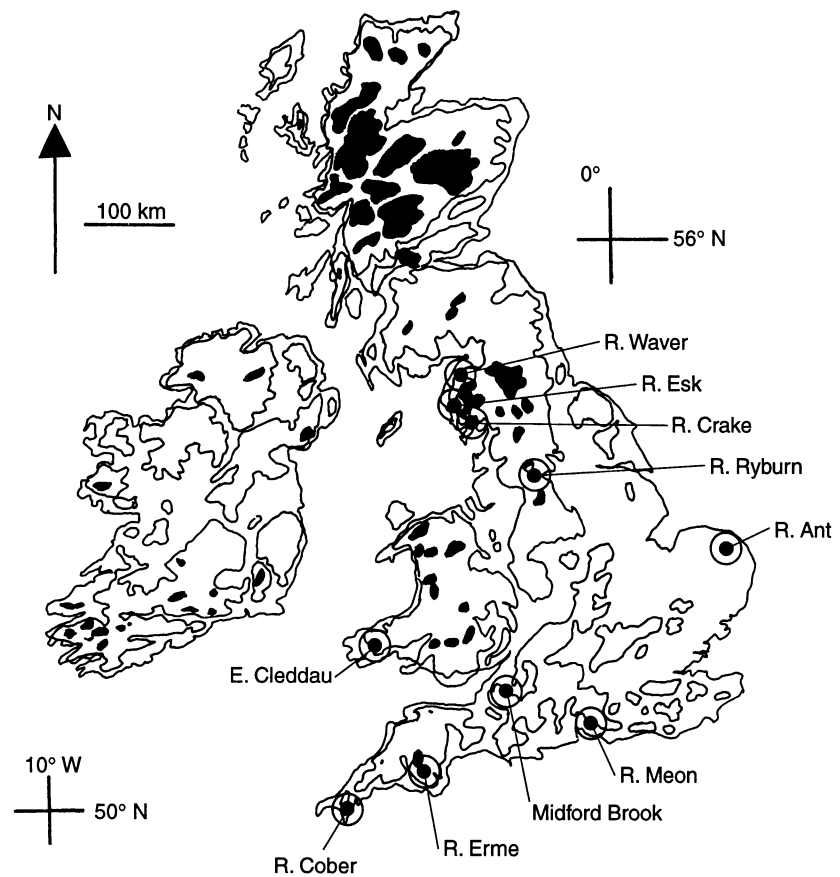 N
100 km
0°
56° N
R. Waver
R. Esk
R. Crake
R. Ryburn
R. Ant
E. Cleddau
R. Meon
10° W
50° N
Midford Brook
R. Erme
R. Cober